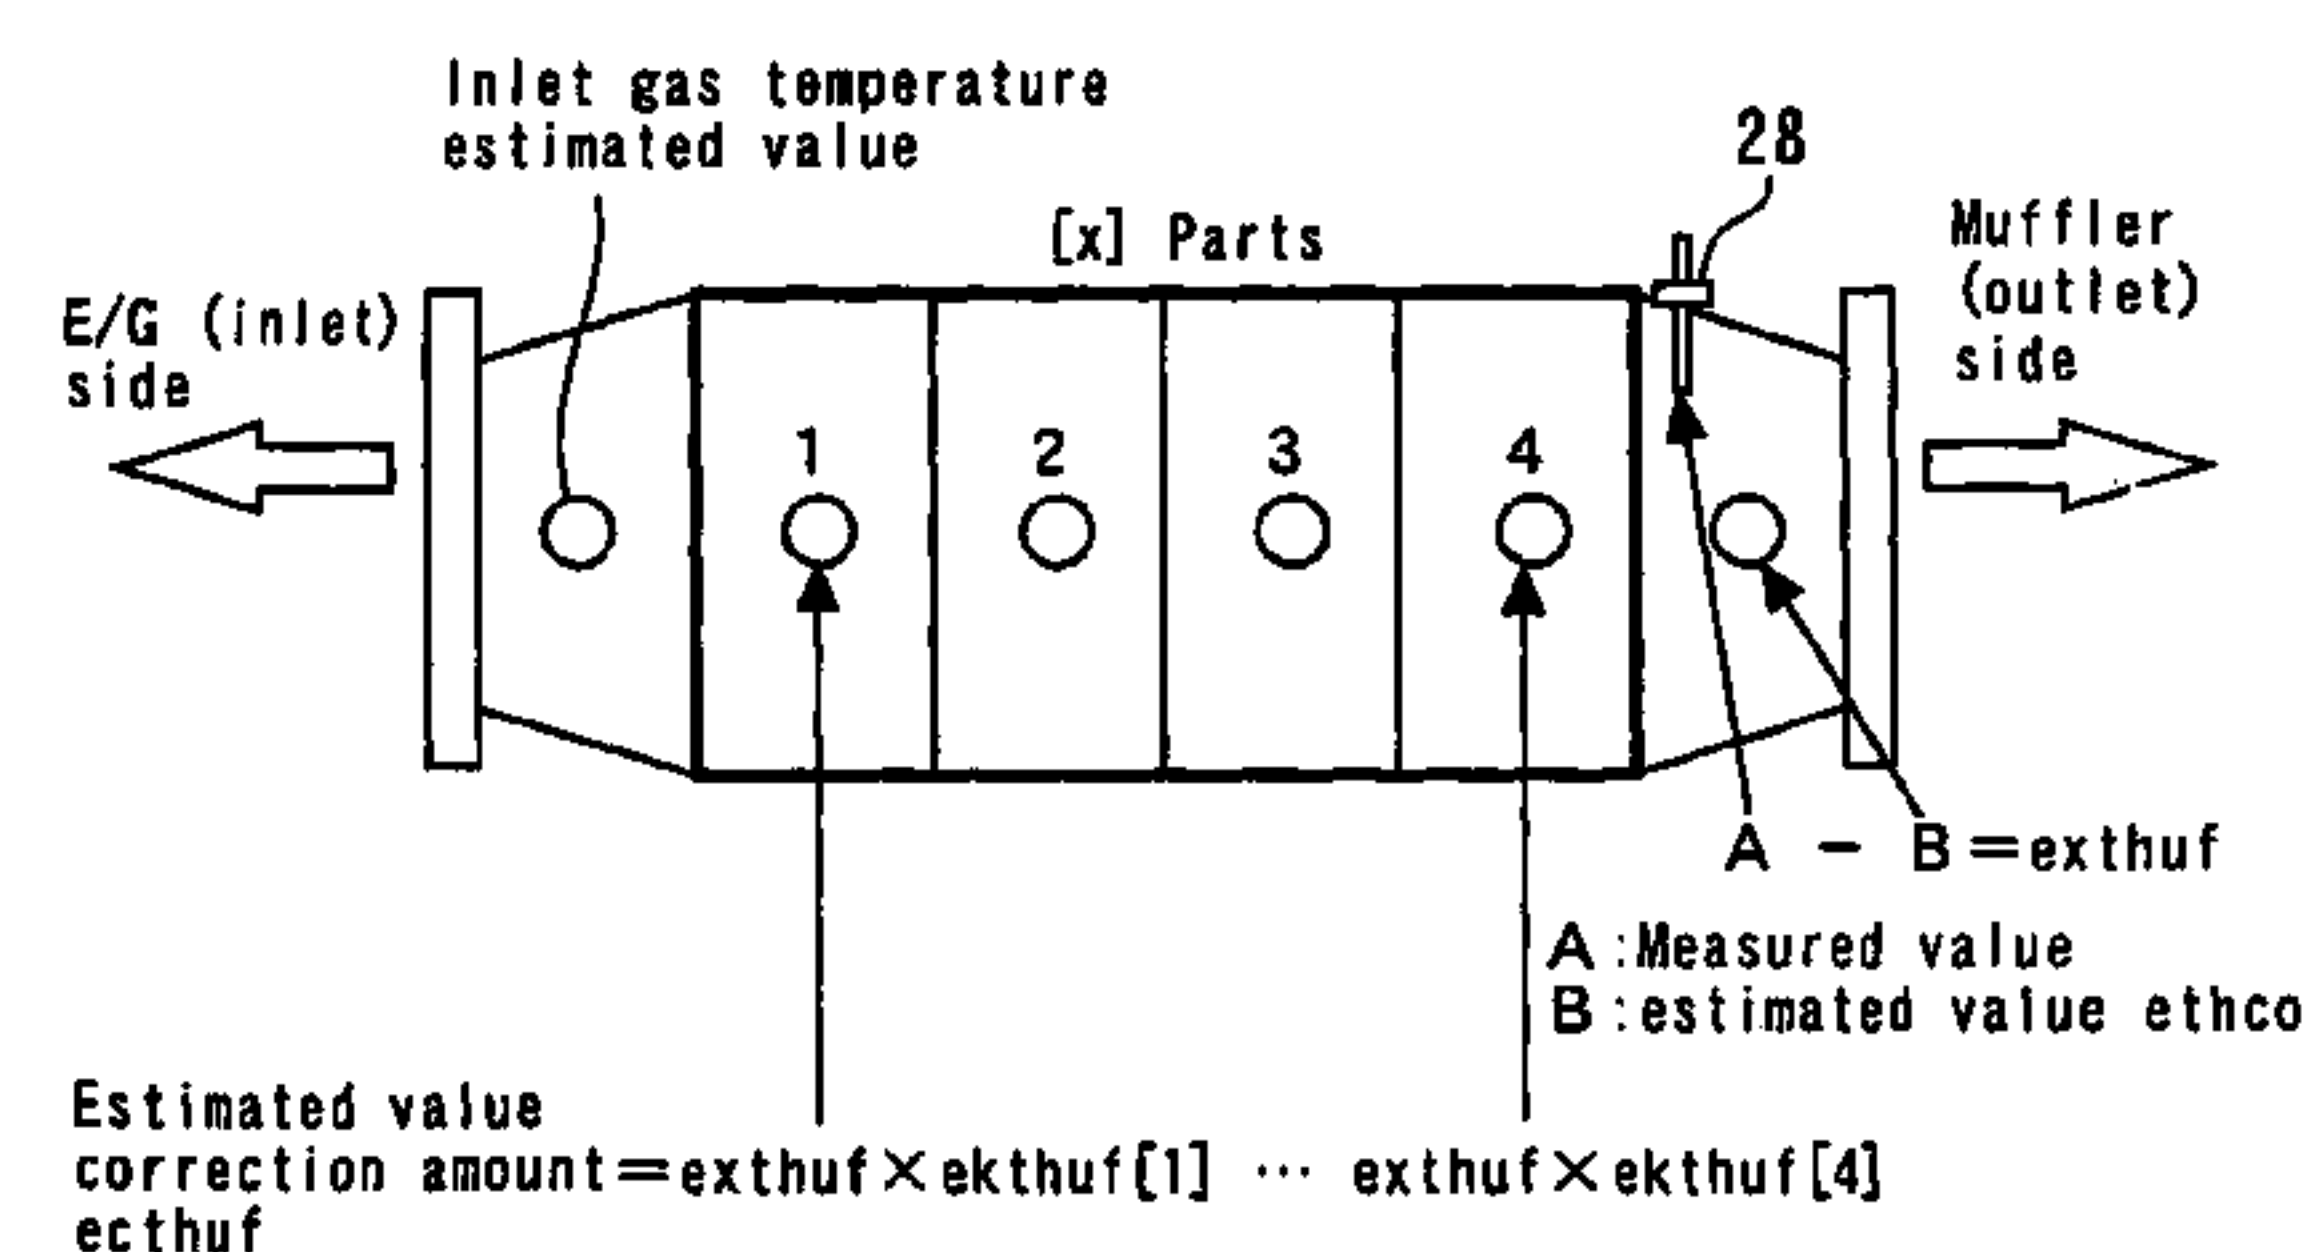 Inlet gas temperature
estimated value
28
[x] Parts
Muffler
(outlet)
side
E/G (inlet)
side
1 2 3 4
A - B=exthuf
A:Measured value
B:estimated value ethco
Estimated value
correction amount=exthuf×ekthuf[1] ··· exthuf×ekthuf[4]
ecthuf